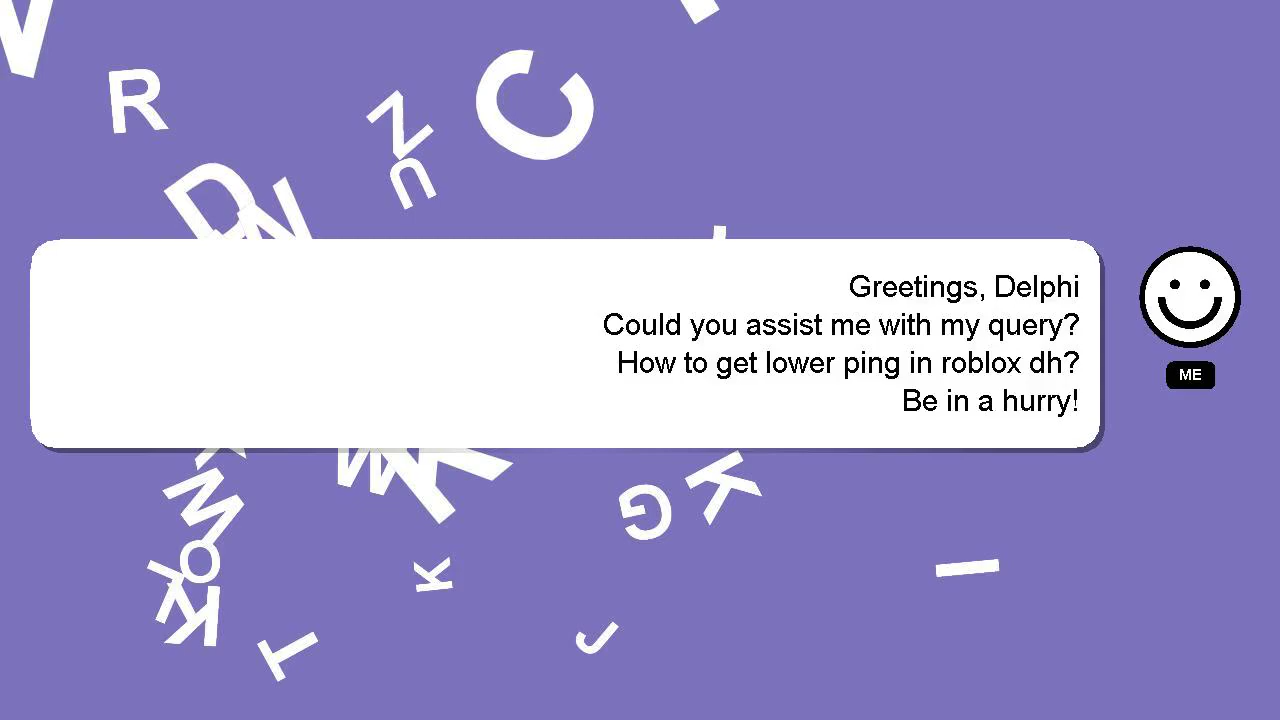 Greetings, Delphi
Could you assist me with my query?
How to get lower ping in roblox dh?
Be in a hurry!
ME
R
C
Z
U
D
N
W
K
G
K
O
K
K
T
J
I